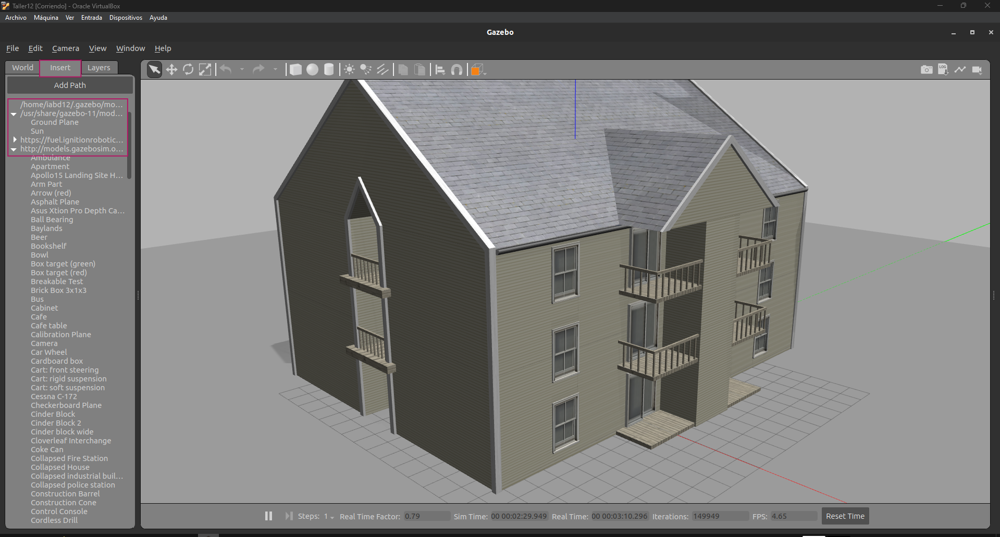 Taller12 [Corriendo] - Oracle VirtualBox
Archivo Máquina Ver Entrada Dispositivos Ayuda
Gazebo
File Edit Camera View Window Help
World Insert Layers
LOG
Add Path
/home/iabd12/.gazebo/mo...
/usr/share/gazebo-11/mod...
Ground Plane
Sun
https://fuel.ignitionrobotic...
http://models.gazebosim.o...
Ambulance
Apartment
Apollo15 Landing Site H...
Arm Part
Arrow (red)
Asphalt Plane
Asus Xtion Pro Depth Ca...
Ball Bearing
Baylands
Beer
Bookshelf
Bowl
Box target (green)
Box target (red)
Breakable Test
Brick Box 3x1x3
Bus
Cabinet
Cafe
Cafe table
Calibration Plane
Camera
Car Wheel
Cardboard box
Cart: front steering
Cart: rigid suspension
Cart: soft suspension
Cessna C-172
Checkerboard Plane
Cinder Block
Cinder Block 2
Cinder block wide
Cloverleaf Interchange
Coke Can
Collapsed Fire Station
Collapsed House
Collapsed industrial buil...
Collapsed police station
Construction Barrel
Construction Cone
Control Console
Cordless Drill
Steps: 1 Real Time Factor: 0.79 Sim Time: 00 00:02:29.949 Real Time: 00 00:03:10.296 Iterations: 149949 FPS: 4.65 Reset Time